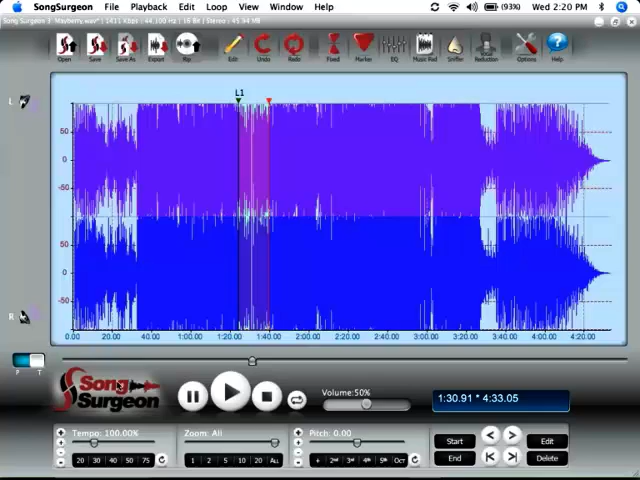 SongSurgeon File Playback Edit Loop View Window Help (93%) Wed 2:20 PM
Song Surgeon 3: Mayberry.wav* | 1411 Kbps | 44,100 Hz | 16 Bit | Stereo | 45.94 MB
Open Save Save As Export Rip Edit Undo Redo Fixed Marker EQ Music Pad Sniffer Vocal Reduction Options Help
L
L1
50
0
-50
50
0
-50
R
0.00 20.00 40.00 1:00.00 1:20.00 1:40.00 2:00.00 2:20.00 2:40.00 3:00.00 3:20.00 3:40.00 4:00.00 4:20.00
P T
Song
Surgeon
Volume:50%
1:30.91 * 4:33.05
Tempo: 100.00% Zoom: All Pitch: 0.00
Start Edit
20 30 40 50 75 1 2 5 10 20 ALL + 2nd 3rd 4th 5th Oct
End Delete